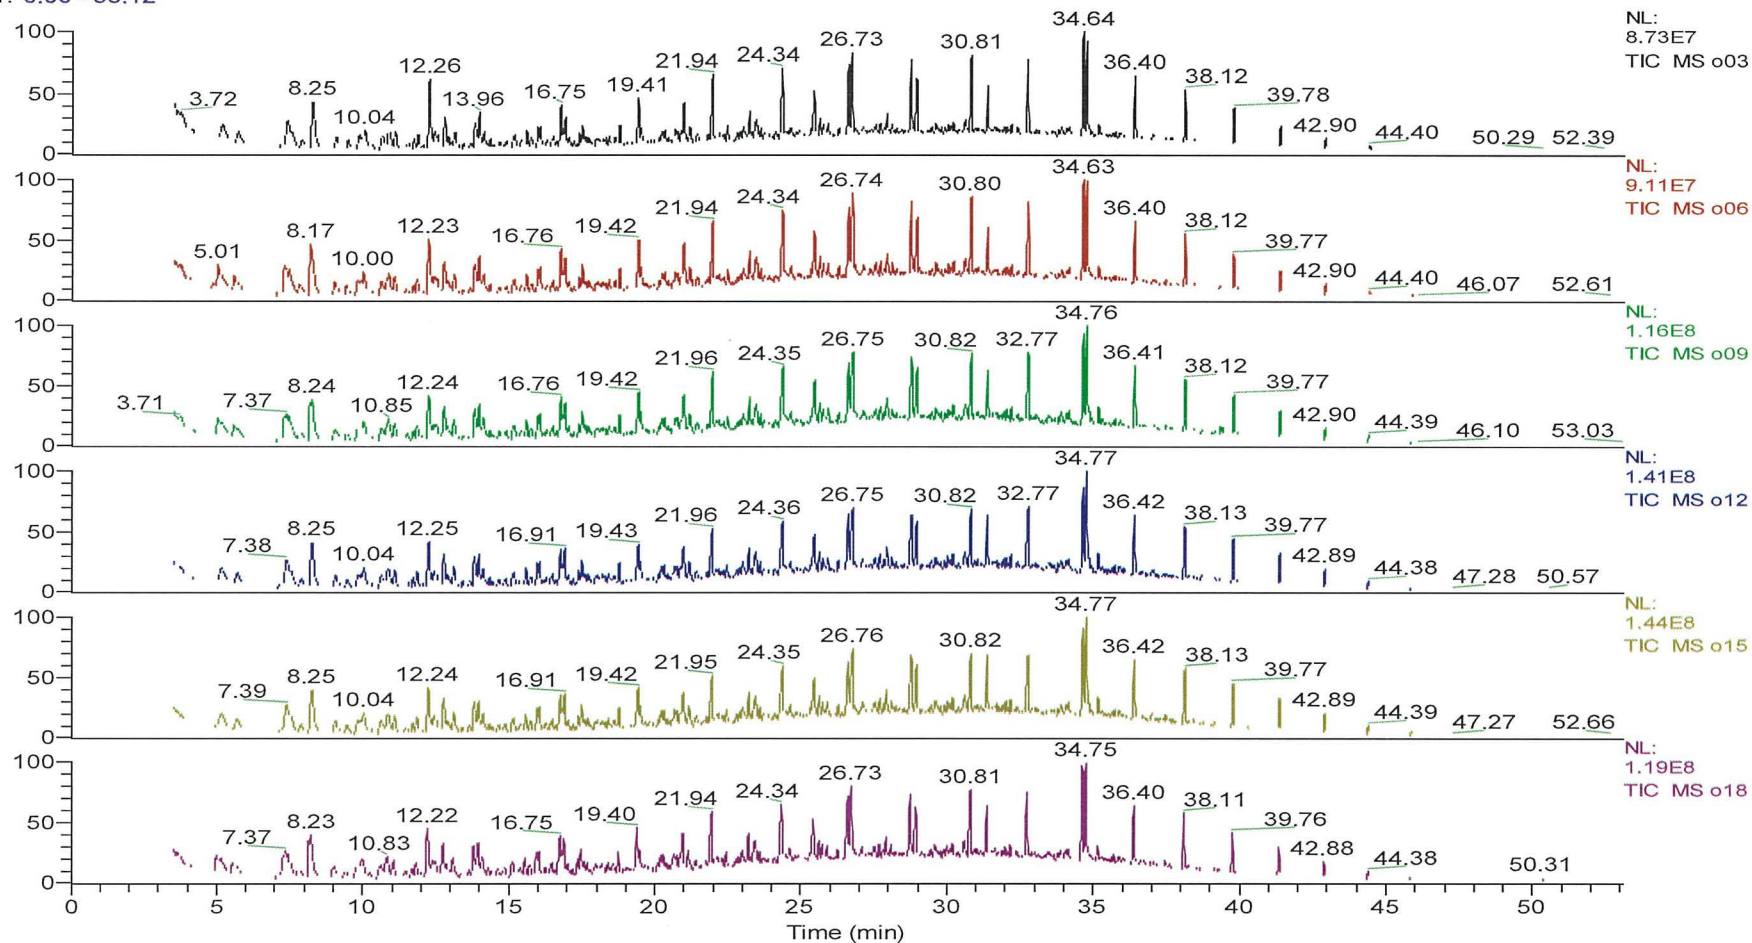 100 50 0
3.72 8.25 10.04 12.26 13.96 16.75 19.41 21.94 24.34 26.73 30.81 34.64 36.40 38.12 39.78 42.90 44.40 50.29 52.39
NL:
8.73E7
TIC MS o03
100 50 0
5.01 8.17 10.00 12.23 16.76 19.42 21.94 24.34 26.74 30.80 34.63 36.40 38.12 39.77 42.90 44.40 46.07 52.61
NL:
9.11E7
TIC MS o06
100 50 0
3.71 7.37 8.24 10.85 12.24 16.76 19.42 21.96 24.35 26.75 30.82 32.77 34.76 36.41 38.12 39.77 42.90 44.39 46.10 53.03
NL:
1.16E8
TIC MS o09
100 50 0
7.38 8.25 10.04 12.25 16.91 19.43 21.96 24.36 26.75 30.82 32.77 34.77 36.42 38.13 39.77 42.89 44.38 47.28 50.57
NL:
1.41E8
TIC MS o12
100 50 0
7.39 8.25 10.04 12.24 16.91 19.42 21.95 24.35 26.76 30.82 34.77 36.42 38.13 39.77 42.89 44.39 47.27 52.66
NL:
1.44E8
TIC MS o15
100 50 0
7.37 8.23 10.83 12.22 16.75 19.40 21.94 24.34 26.73 30.81 34.75 36.40 38.11 39.76 42.88 44.38 50.31
NL:
1.19E8
TIC MS o18
0 5 10 15 20 25 30 35 40 45 50
Time (min)